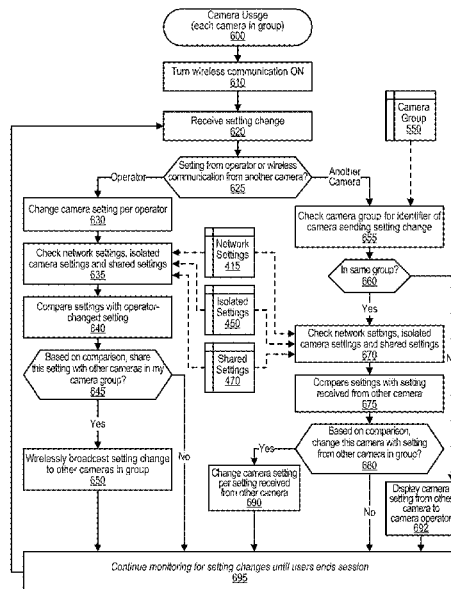 Camera Usage
(each camera in group)
600
Turn wireless communication ON
610
Receive setting change
620
Camera
Group
550
Setting from operator or wireless
communication from another camera?
625
Operator
Another
Camera
Change camera setting per operator
630
Check camera group for identifier of
camera sending setting change
655
Check network settings, isolated
camera settings and shared settings
635
Network
Settings
415
In same group?
660
Yes
Isolated
Settings
450
Compare settings with operator-
changed setting
640
Check network settings, isolated
camera settings and shared settings
670
Shared
Settings
470
Based on comparison, share
this setting with other cameras in my
camera group?
645
Compare settings with setting
received from other camera
675
Yes
No
Based on comparison,
change this camera with setting
from other camera in group?
680
Yes
No
Wirelessly broadcast setting change
to other cameras in group
650
Change camera setting
per setting received
from other camera
690
Display camera
setting from other
camera to
camera operator
692
Continue monitoring for setting changes until users ends session
695